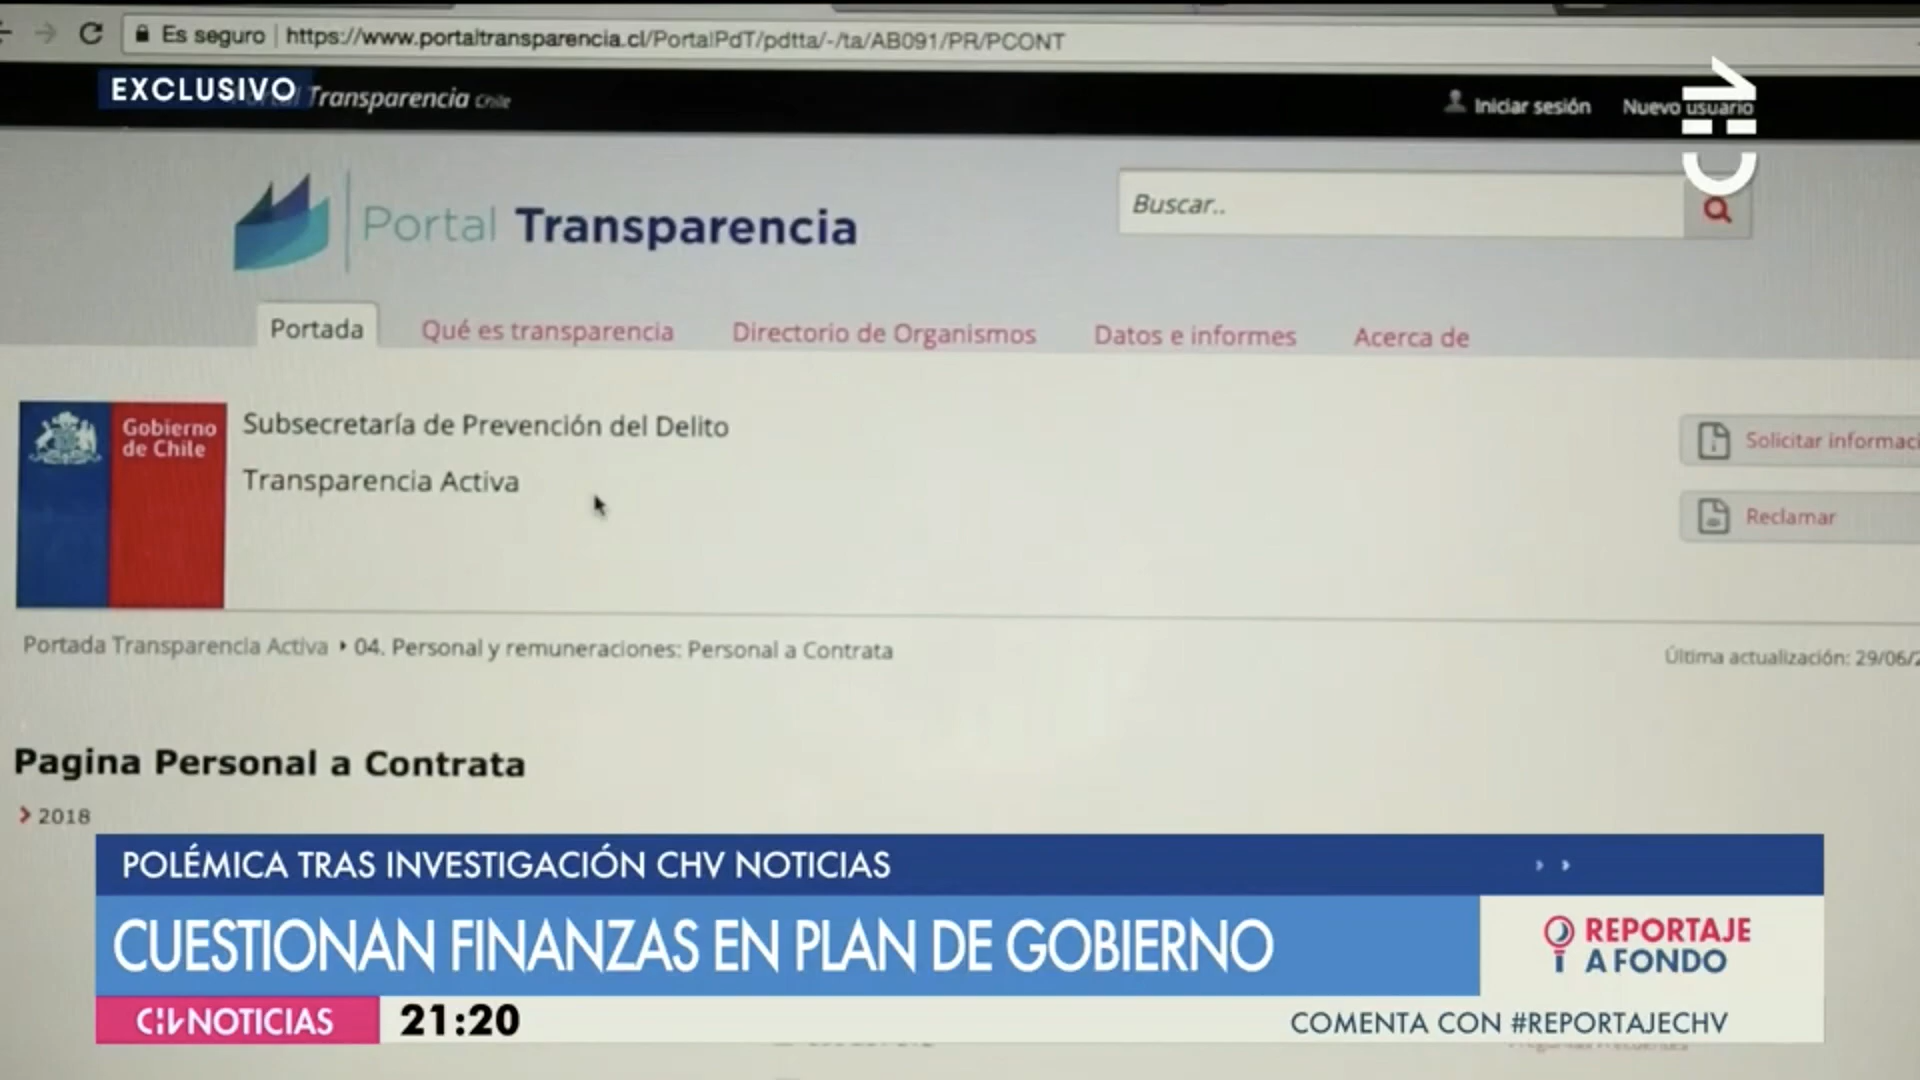 Es seguro | https://www.portaltransparencia.cl/PortalPdT/pdtta/-/ta/AB091/PR/PCONT
EXCLUSIVO
Transparencia Chile
Iniciar sesión
Nuevo usuario
CHV
Portal Transparencia
Buscar..
Portada
Qué es transparencia
Directorio de Organismos
Datos e informes
Acerca de
Gobierno
de Chile
Subsecretaría de Prevención del Delito
Transparencia Activa
Solicitar informaci
Reclamar
Portada Transparencia Activa ‣ 04. Personal y remuneraciones: Personal a Contrata
Última actualización: 29/06/2
Pagina Personal a Contrata
2018
POLÉMICA TRAS INVESTIGACIÓN CHV NOTICIAS
CUESTIONAN FINANZAS EN PLAN DE GOBIERNO
REPORTAJE
A FONDO
CHV NOTICIAS
21:20
COMENTA CON #REPORTAJECHV